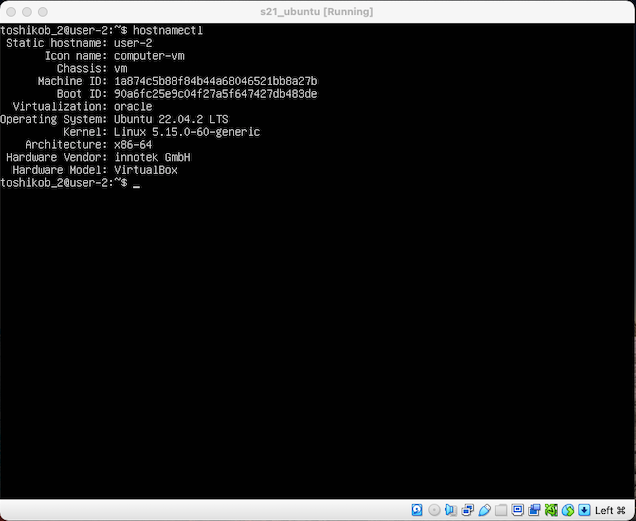 s21_ubuntu [Running]
toshikob_2@user-2:~$ hostnamectl
Static hostname: user-2
Icon name: computer-vm
Chassis: vm
Machine ID: 1a874c5b88f84b44a68046521bb8a27b
Boot ID: 90a6fc25e9c04f27a5f647427db483de
Virtualization: oracle
Operating System: Ubuntu 22.04.2 LTS
Kernel: Linux 5.15.0-60-generic
Architecture: x86-64
Hardware Vendor: innotek GmbH
Hardware Model: VirtualBox
toshikob_2@user-2:~$ _
Left ⌘